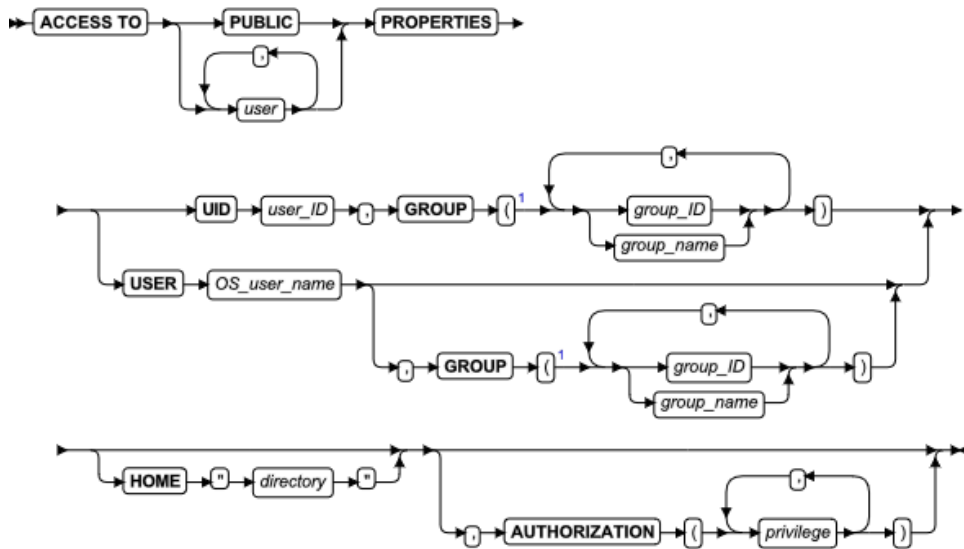 ACCESS TO PUBLIC PROPERTIES
,
user
,
UID user_ID , GROUP ( 1 group_ID )
group_name
USER OS_user_name
,
, GROUP ( 1 group_ID )
group_name
HOME " directory "
,
, AUTHORIZATION ( privilege )